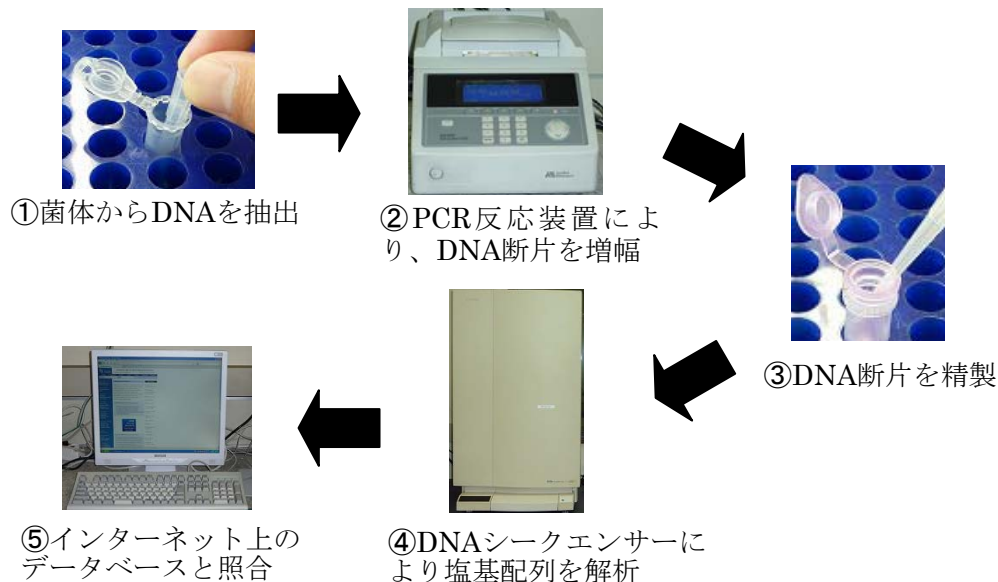 ①菌体からDNAを抽出
②PCR反応装置によ
り、DNA断片を増幅
③DNA断片を精製
④DNAシークエンサーに
より塩基配列を解析
⑤インターネット上の
データベースと照合